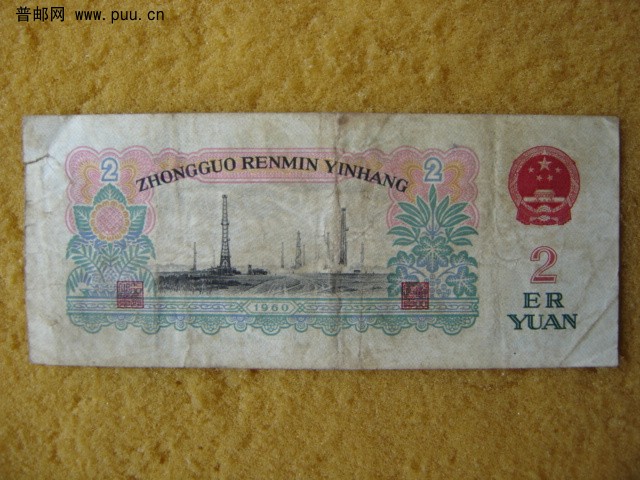 普邮网 www.puu.cn
2 2
ZHONGGUO RENMIN YINHANG
1960
2
ER
YUAN